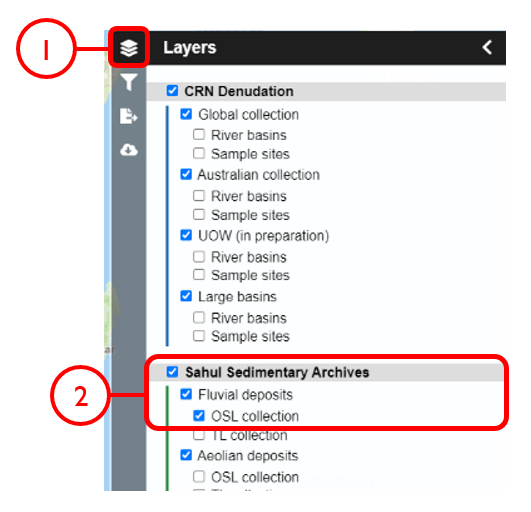 1
Layers
CRN Denudation
Global collection
River basins
Sample sites
Australian collection
River basins
Sample sites
UOW (in preparation)
River basins
Sample sites
Large basins
River basins
Sample sites
ar
2
Sahul Sedimentary Archives
Fluvial deposits
OSL collection
TL collection
Aeolian deposits
OSL collection